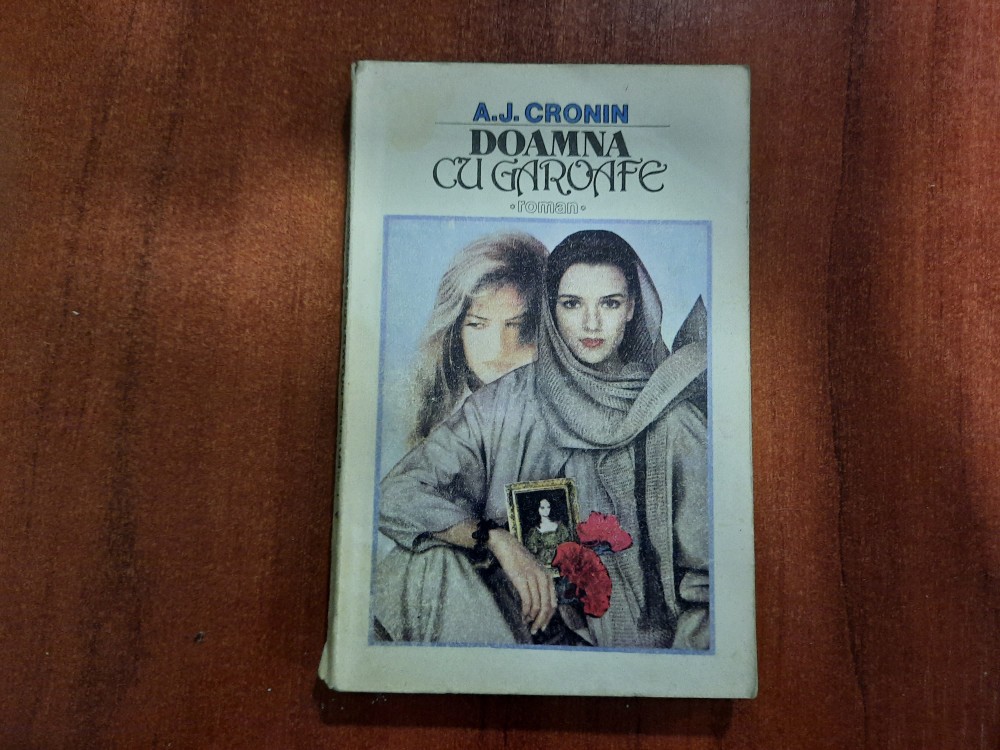 A.J. CRONIN
DOAMNA
CU GAROAFE
•roman•